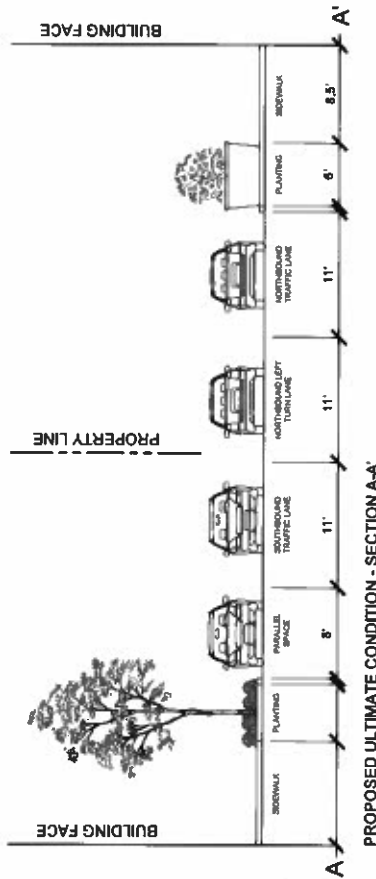 BUILDING FACE
PROPERTY LINE
BUILDING FACE
SIDEWALK
PLANTING
PARALLEL
SPACE
SOUTHBOUND
TRAFFIC LANE
NORTHBOUND LEFT
TURN LANE
NORTHBOUND
TRAFFIC LANE
PLANTING
SIDEWALK
A
8'
11'
11'
11'
6'
8.5'
A'
PROPOSED ULTIMATE CONDITION - SECTION A-A'